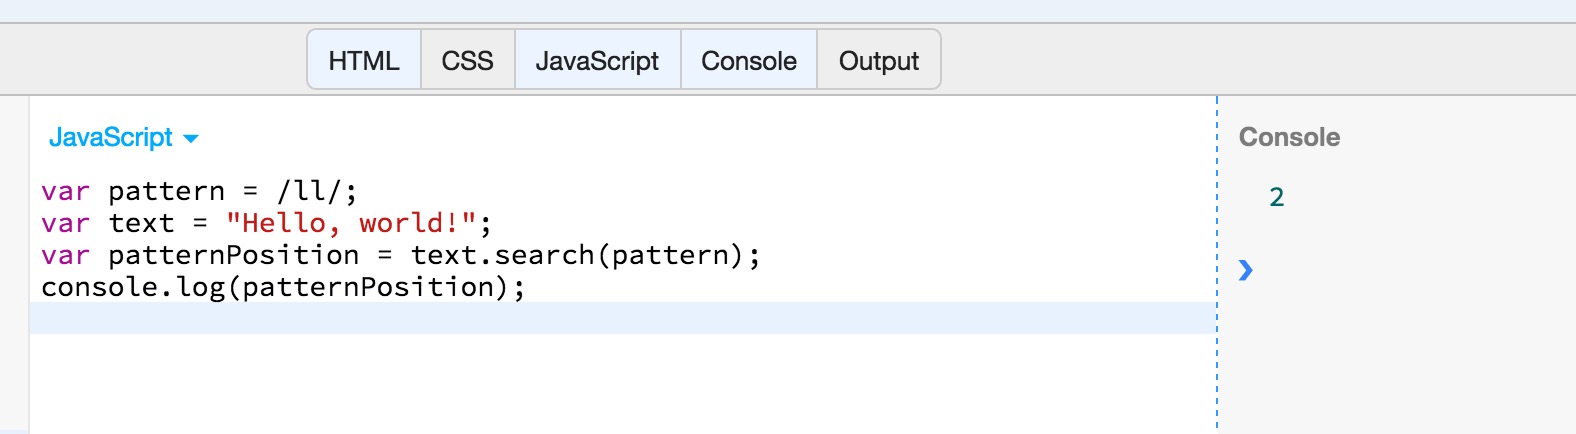 HTML CSS JavaScript Console Output
JavaScript
var pattern = /ll/;
var text = "Hello, world!";
var patternPosition = text.search(pattern);
console.log(patternPosition);
Console
2